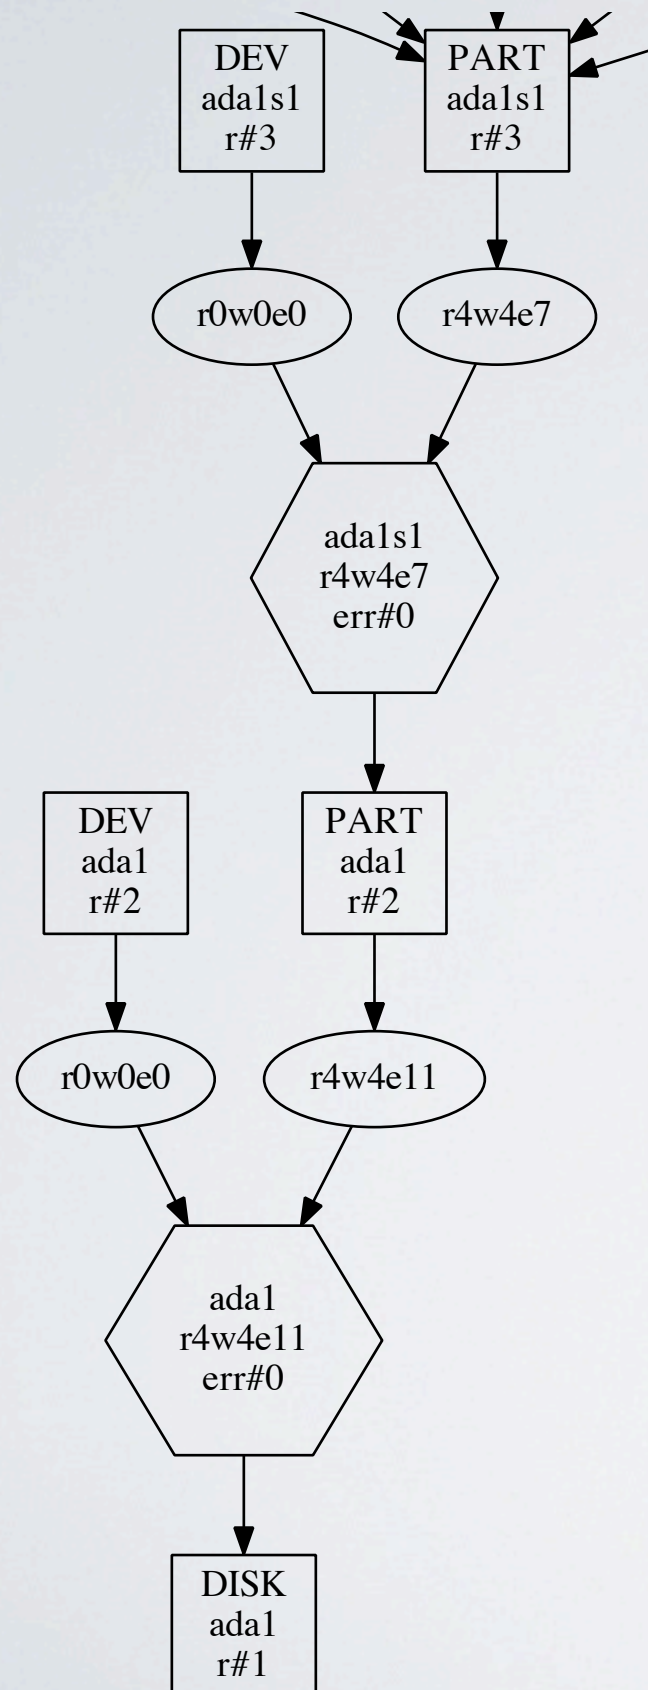 DEV
ada1s1
r#3
PART
ada1s1
r#3
r0w0e0
r4w4e7
ada1s1
r4w4e7
err#0
DEV
ada1
r#2
PART
ada1
r#2
r0w0e0
r4w4e11
ada1
r4w4e11
err#0
DISK
ada1
r#1